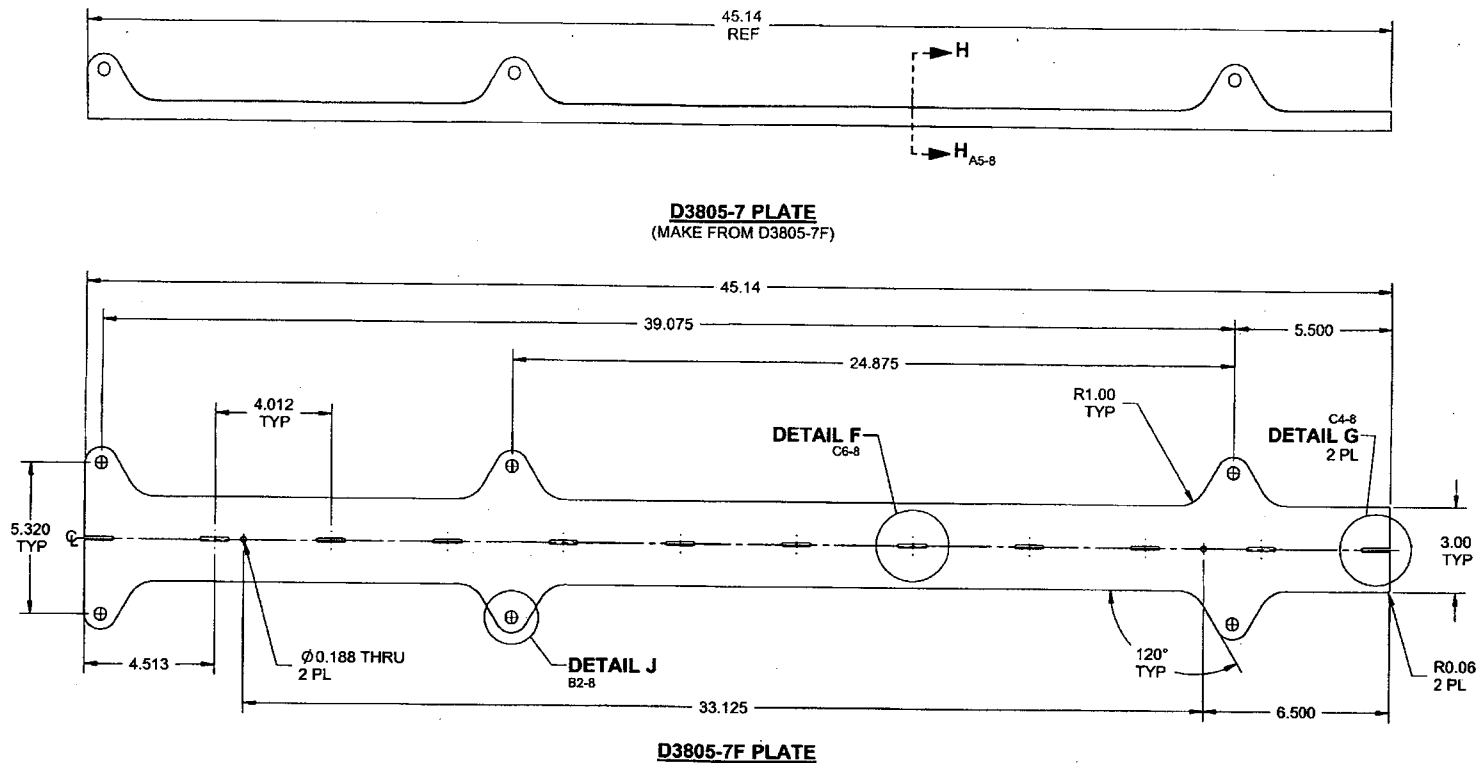 45.14
REF
H
H A5-8
D3805-7 PLATE
(MAKE FROM D3805-7F)
45.14
39.075
5.500
24.875
4.012
TYP
R1.00
TYP
DETAIL F
C6-8
C4-8
DETAIL G
2 PL
5.320
TYP
℄
3.00
TYP
4.513
Ø0.188 THRU
2 PL
DETAIL J
B2-8
120°
TYP
R0.06
2 PL
33.125
6.500
D3805-7F PLATE